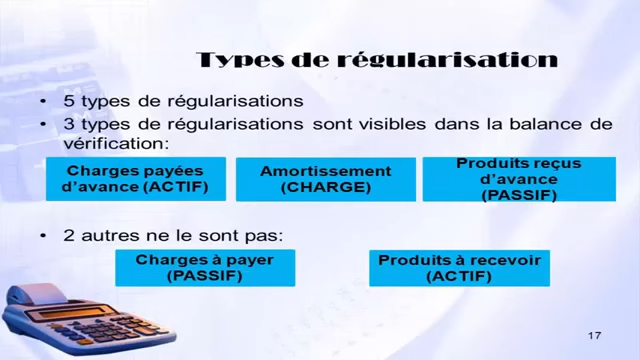 Types de régularisation
• 5 types de régularisations
• 3 types de régularisations sont visibles dans la balance de
vérification:
Charges payées
d'avance (ACTIF)
Amortissement
(CHARGE)
Produits reçus
d'avance
(PASSIF)
• 2 autres ne le sont pas:
Charges à payer
(PASSIF)
Produits à recevoir
(ACTIF)
17